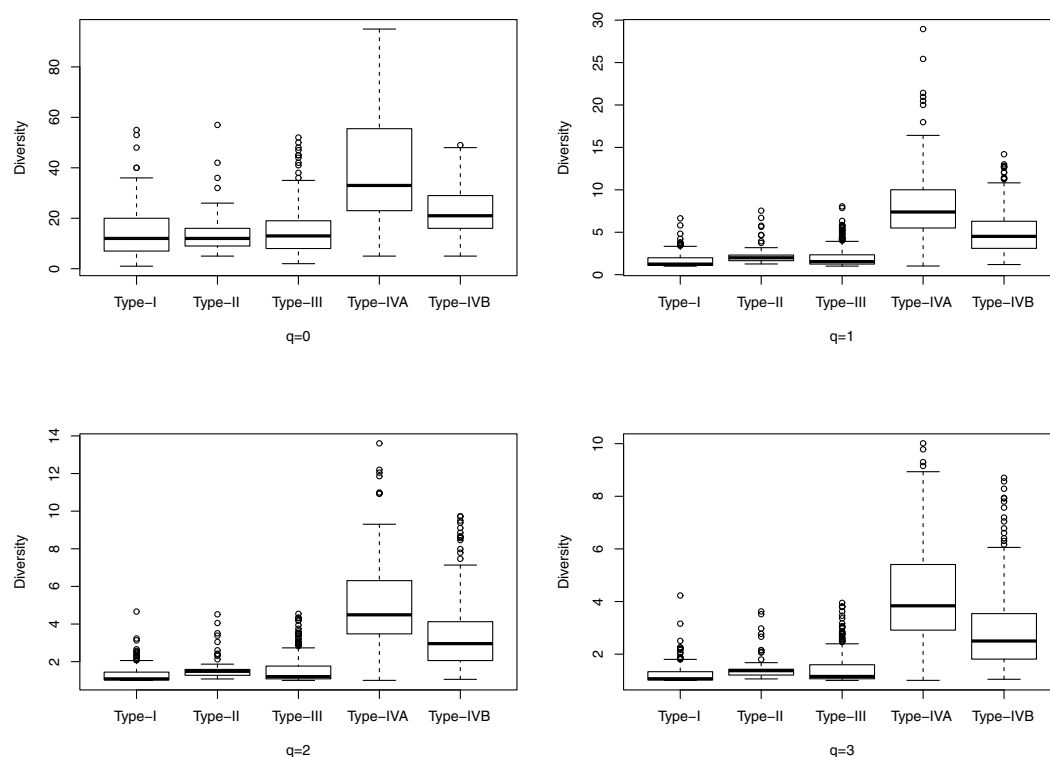 Diversity
0 20 40 60 80
Type−I Type−II Type−III Type−IVA Type−IVB
q=0
Diversity
0 5 10 15 20 25 30
Type−I Type−II Type−III Type−IVA Type−IVB
q=1
Diversity
2 4 6 8 10 12 14
Type−I Type−II Type−III Type−IVA Type−IVB
q=2
Diversity
2 4 6 8 10
Type−I Type−II Type−III Type−IVA Type−IVB
q=3